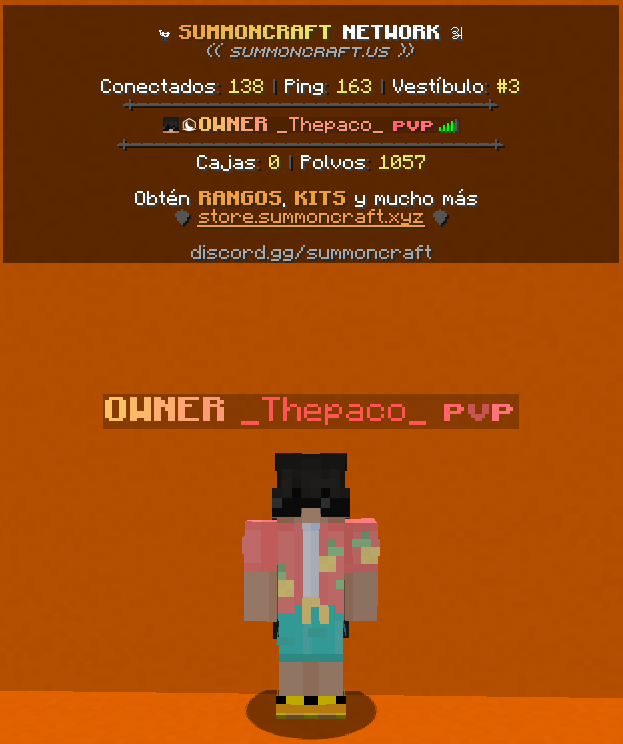 SUMMONCRAFT NETWORK
(( SUMMONCRAFT.US ))
Conectados: 138 | Ping: 163 | Vestíbulo: #3
OWNER _Thepaco_ PVP
Cajas: 0 | Polvos: 1057
Obtén RANGOS, KITS y mucho más
store.summoncraft.xyz
discord.gg/summoncraft
OWNER _Thepaco_ PVP